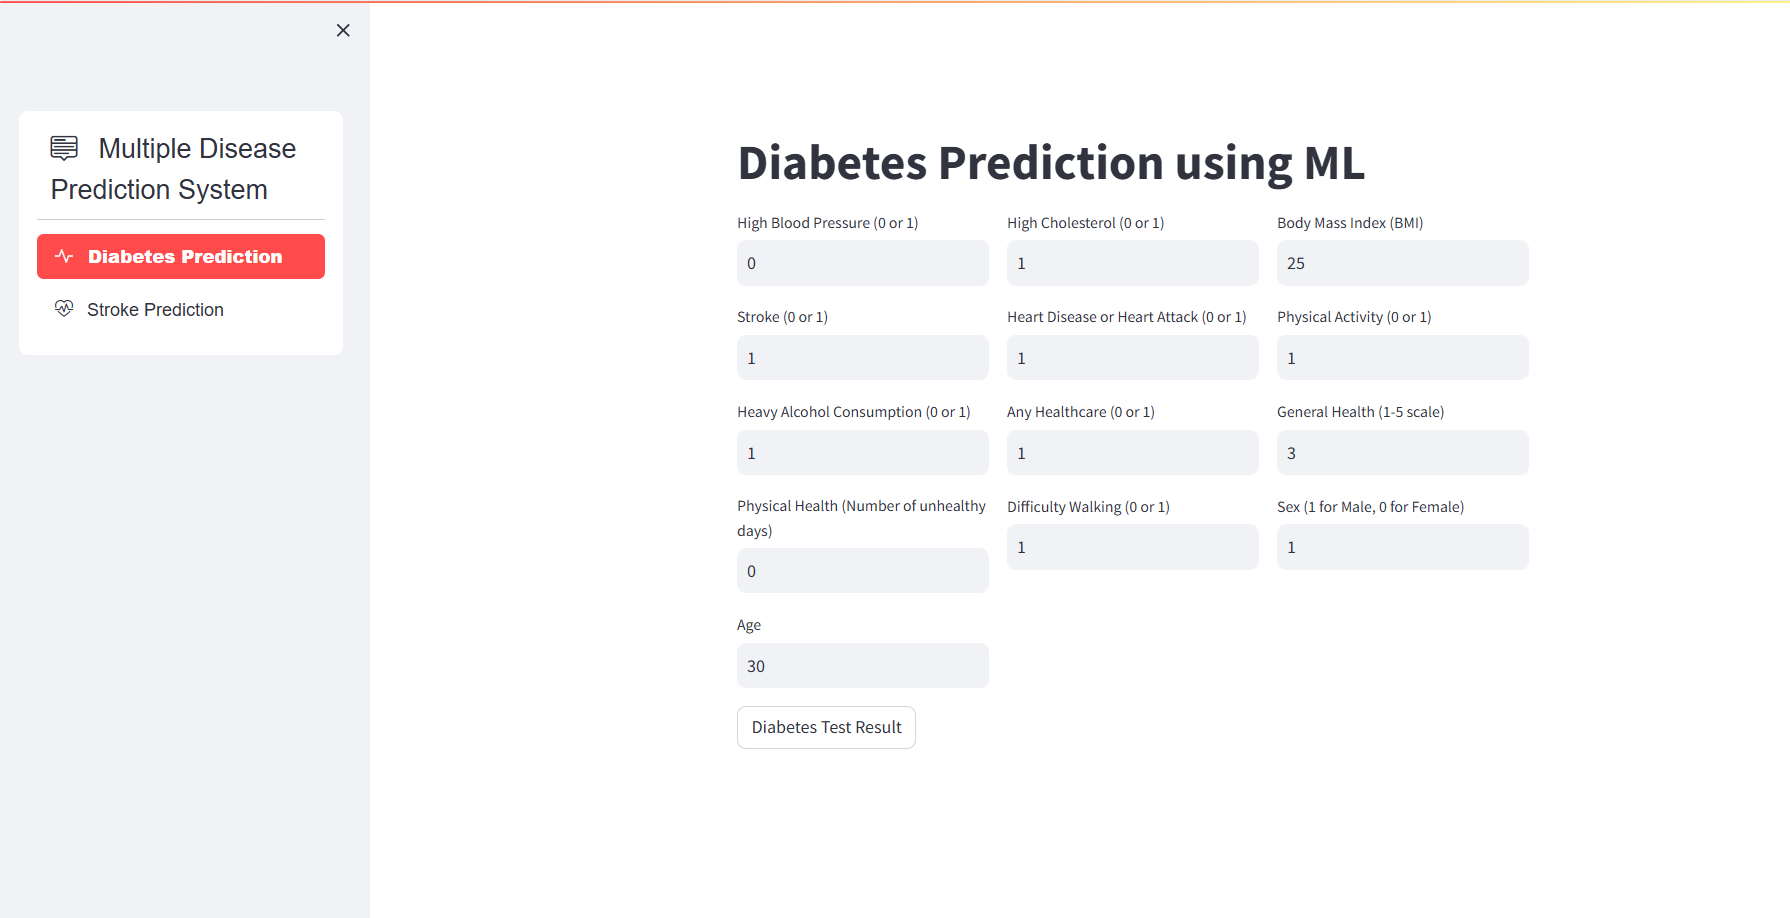 Multiple Disease
Prediction System
Diabetes Prediction
Stroke Prediction
Diabetes Prediction using ML
High Blood Pressure (0 or 1)
High Cholesterol (0 or 1)
Body Mass Index (BMI)
0
1
25
Stroke (0 or 1)
Heart Disease or Heart Attack (0 or 1)
Physical Activity (0 or 1)
1
1
1
Heavy Alcohol Consumption (0 or 1)
Any Healthcare (0 or 1)
General Health (1-5 scale)
1
1
3
Physical Health (Number of unhealthy
days)
Difficulty Walking (0 or 1)
Sex (1 for Male, 0 for Female)
0
1
1
Age
30
Diabetes Test Result